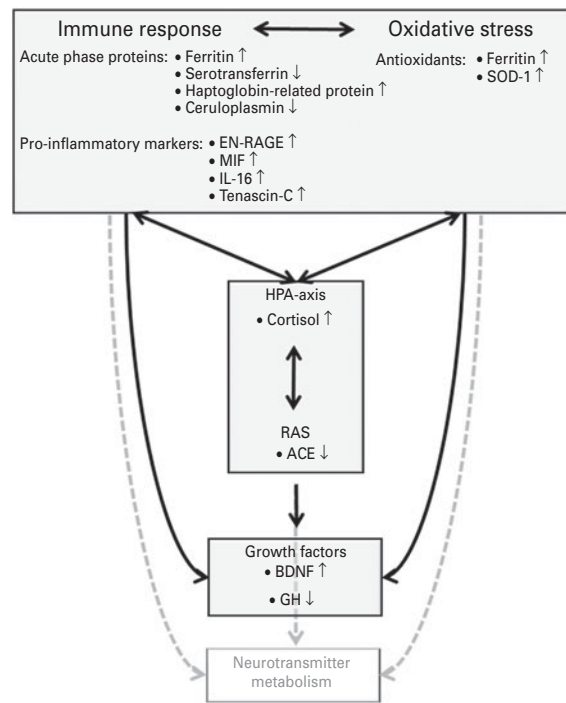 Immune response
Oxidative stress
Acute phase proteins: • Ferritin ↑
• Serotransferrin ↓
• Haptoglobin-related protein ↑
• Ceruloplasmin ↓
Antioxidants: • Ferritin ↑
• SOD-1 ↑
Pro-inflammatory markers: • EN-RAGE ↑
• MIF ↑
• IL-16 ↑
• Tenascin-C ↑
HPA-axis
• Cortisol ↑
RAS
• ACE ↓
Growth factors
• BDNF ↑
• GH ↓
Neurotransmitter
metabolism